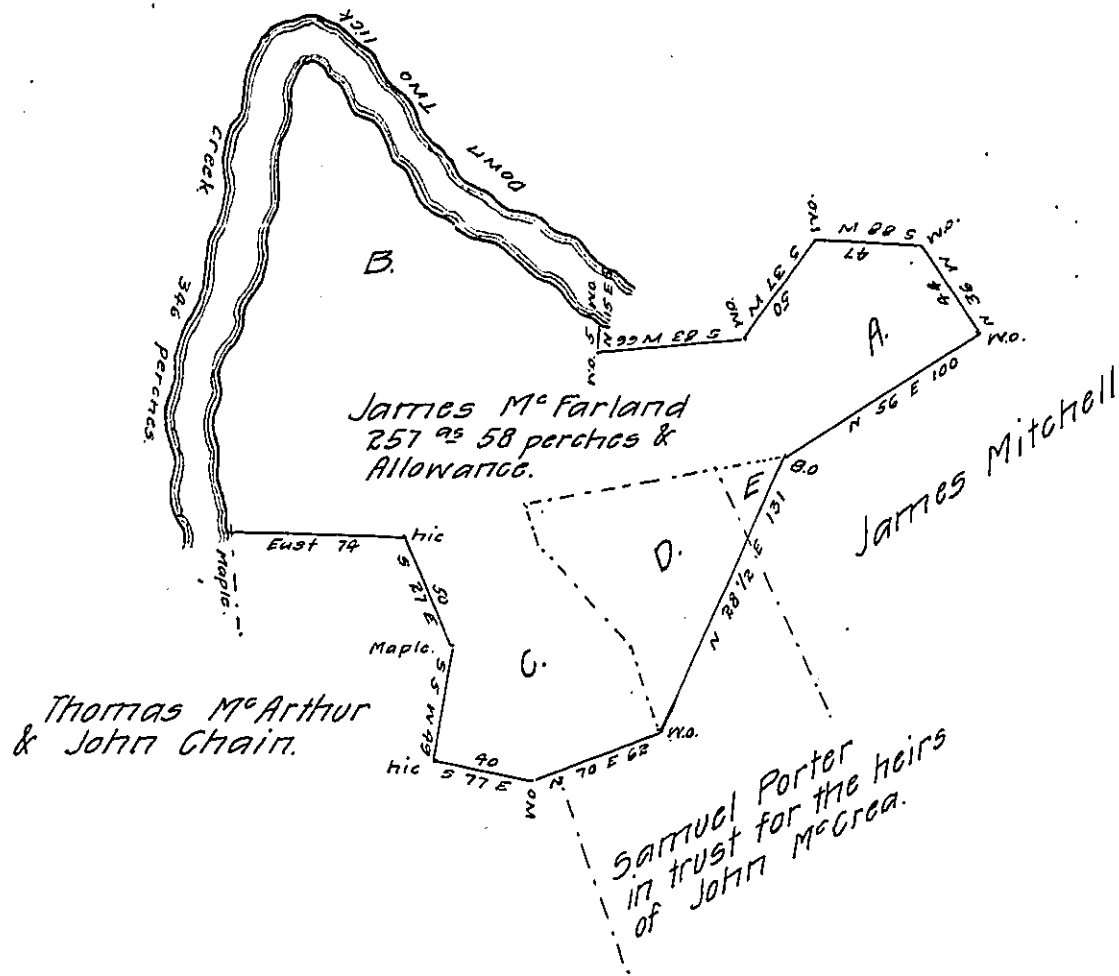 Down
Two
lick
Creek
346 perches.
B.
W.O.
S 88 W
47
W.O.
N 36 W
44
W.O.
S 37 W
50
W.O.
S 83 W 66
W.O.
A.
N 56 E 100
B.O
James McFarland
257 as 58 perches &
Allowance.
James Mitchell
E
D.
N 28 1/2 E 131
East 74
hic
Maple.
S 27 E
50
Maple.
C.
S 5 W 49
hic
40
S 77 E
W.O
N 70 E 62
W.O.
Thomas McArthur
& John Chain.
Samuel Porter
in trust for the heirs
of John McCrea.